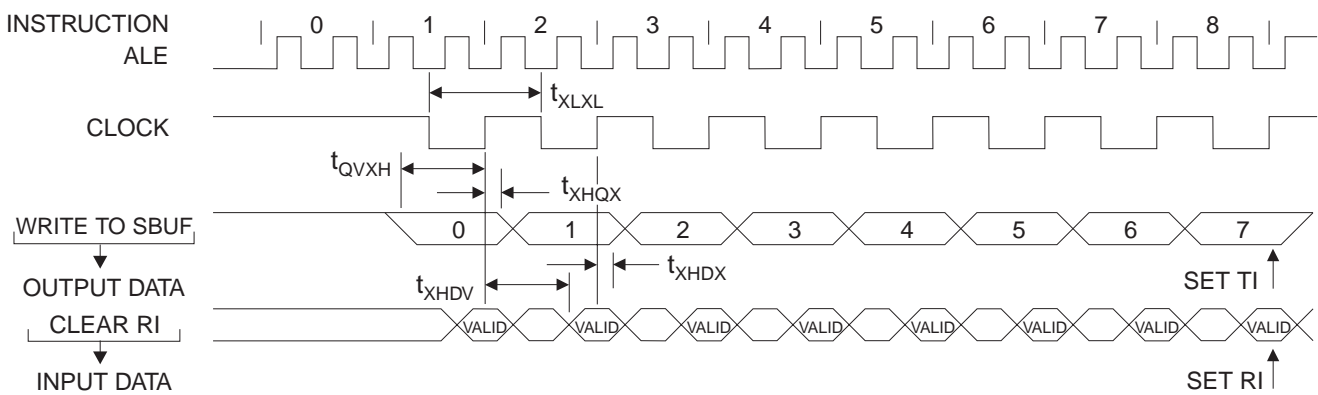 INSTRUCTION 0 1 2 3 4 5 6 7 8
ALE
tXLXL
CLOCK
tQVXH
tXHQX
WRITE TO SBUF 0 1 2 3 4 5 6 7
tXHDX
OUTPUT DATA SET TI
tXHDV
CLEAR RI VALID VALID VALID VALID VALID VALID VALID VALID
INPUT DATA SET RI